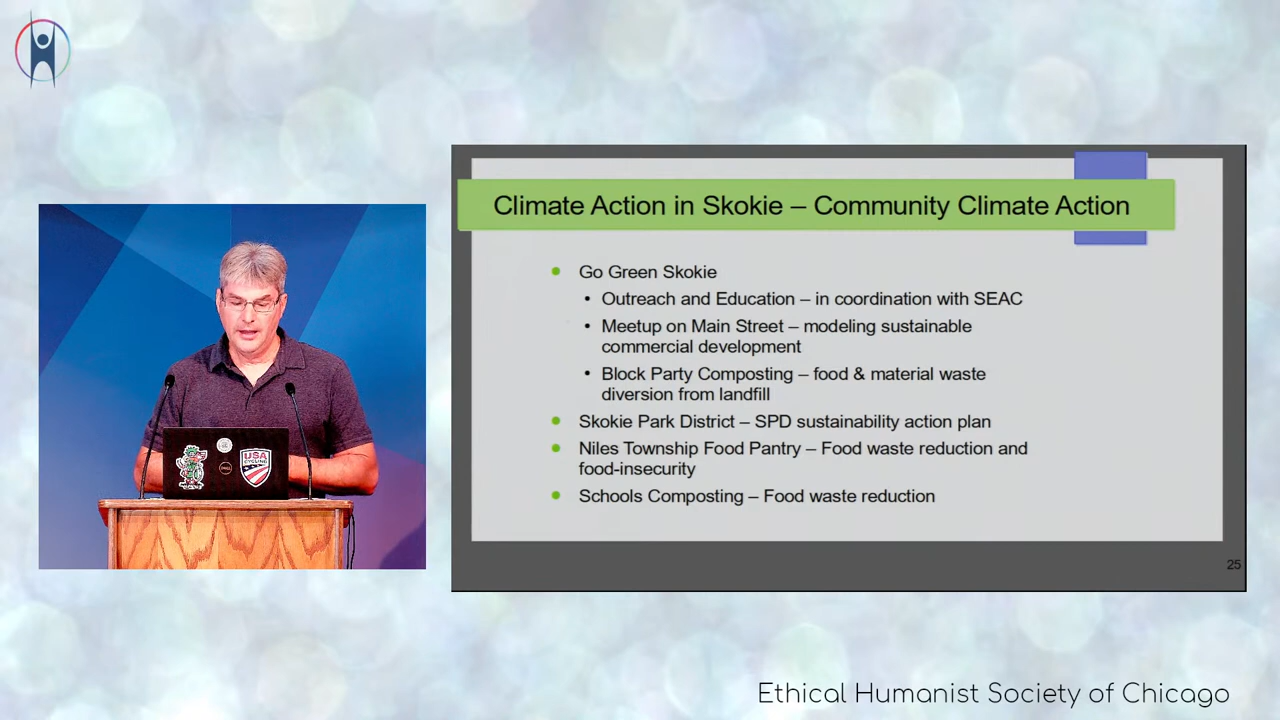 Climate Action in Skokie – Community Climate Action
Go Green Skokie
Outreach and Education – in coordination with SEAC
Meetup on Main Street – modeling sustainable
commercial development
Block Party Composting – food & material waste
diversion from landfill
Skokie Park District – SPD sustainability action plan
Niles Township Food Pantry – Food waste reduction and
food-insecurity
Schools Composting – Food waste reduction
25
USA
CYCLING
DELL
Ethical Humanist Society of Chicago